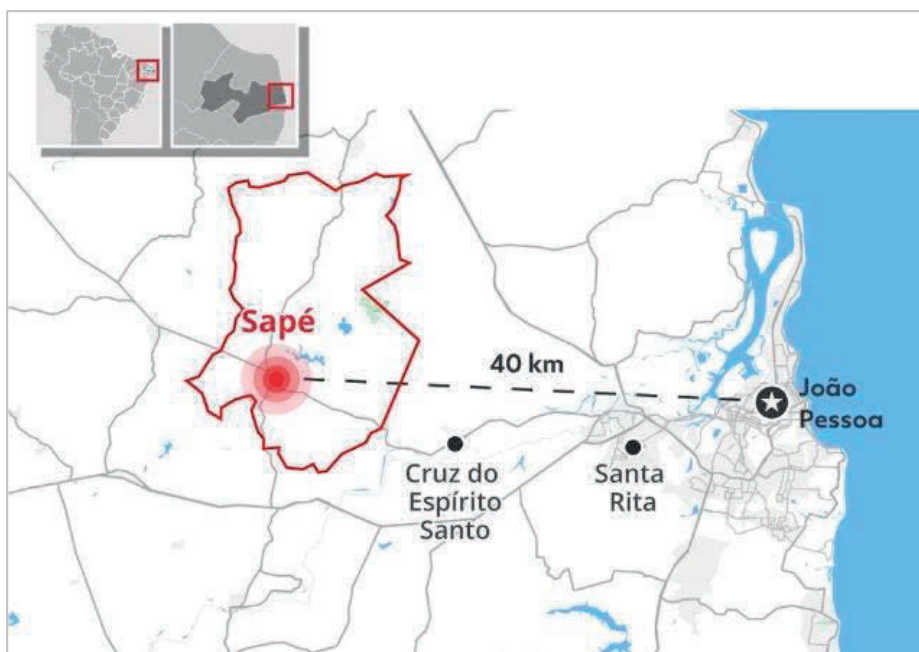 Sapé
40 km
João
Pessoa
Cruz do
Espírito
Santo
Santa
Rita